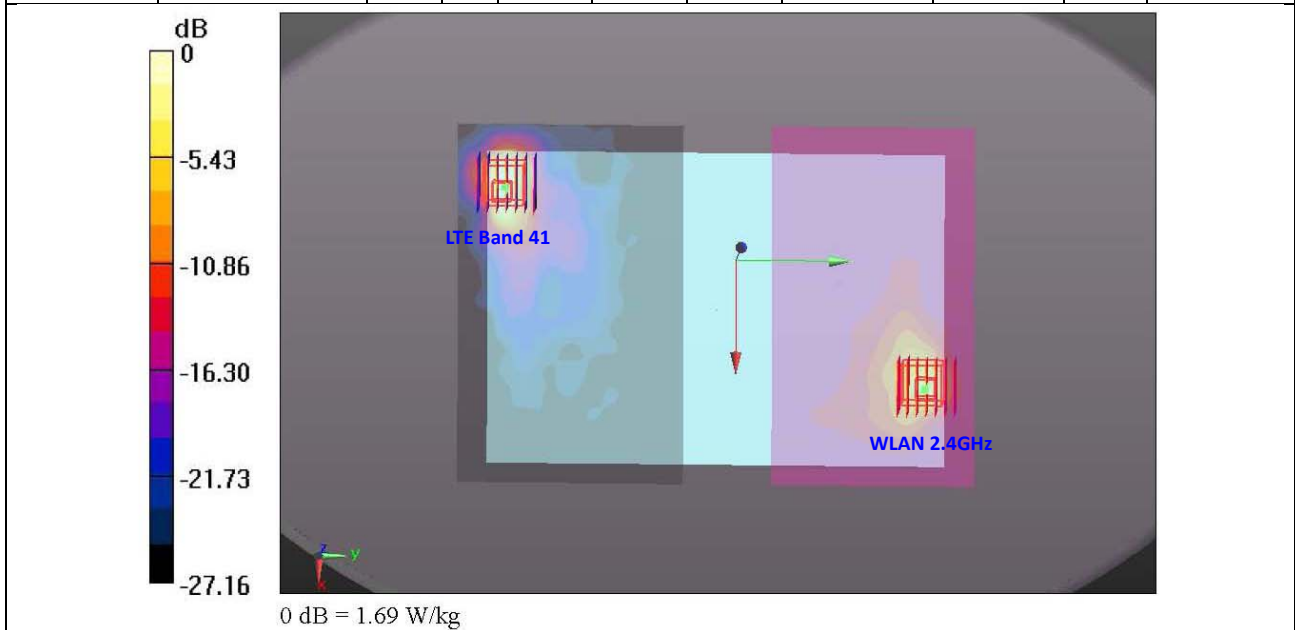 dB
0
-5.43
-10.86
-16.30
-21.73
-27.16
LTE Band 41
WLAN 2.4GHz
z
y
x
0 dB = 1.69 W/kg